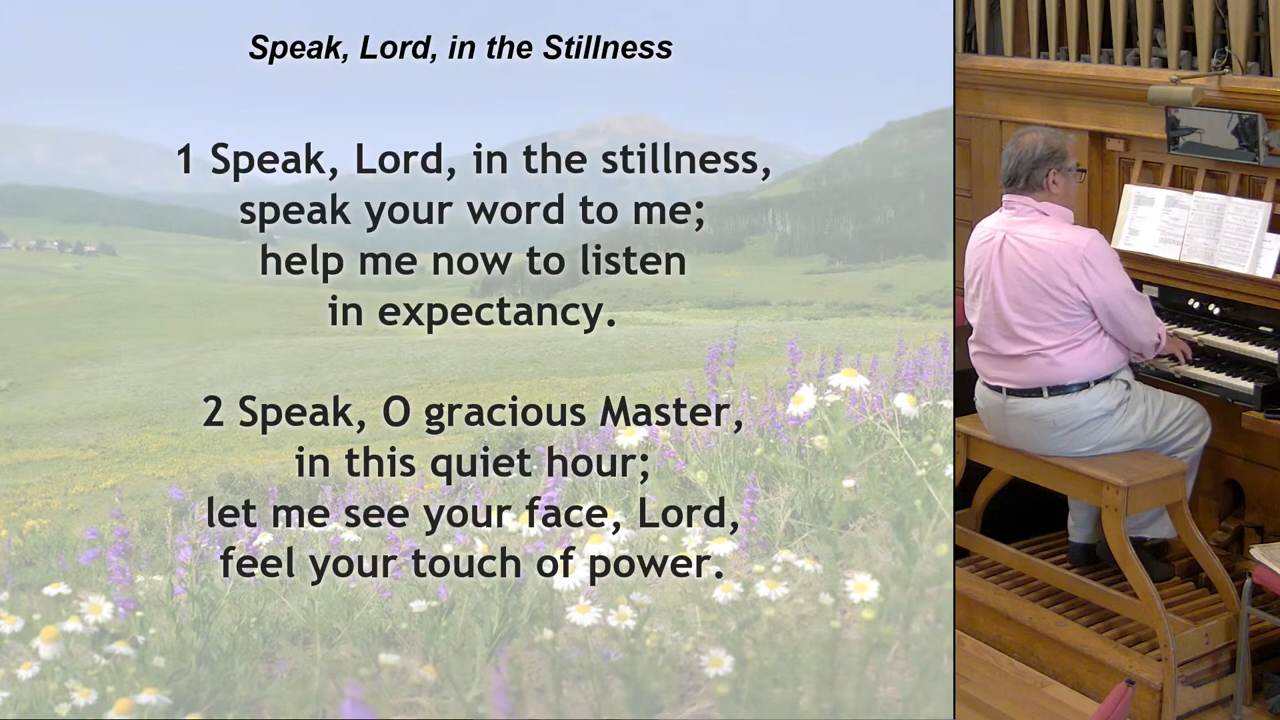 Speak, Lord, in the Stillness
1 Speak, Lord, in the stillness,
speak your word to me;
help me now to listen
in expectancy.
2 Speak, O gracious Master,
in this quiet hour;
let me see your face, Lord,
feel your touch of power.